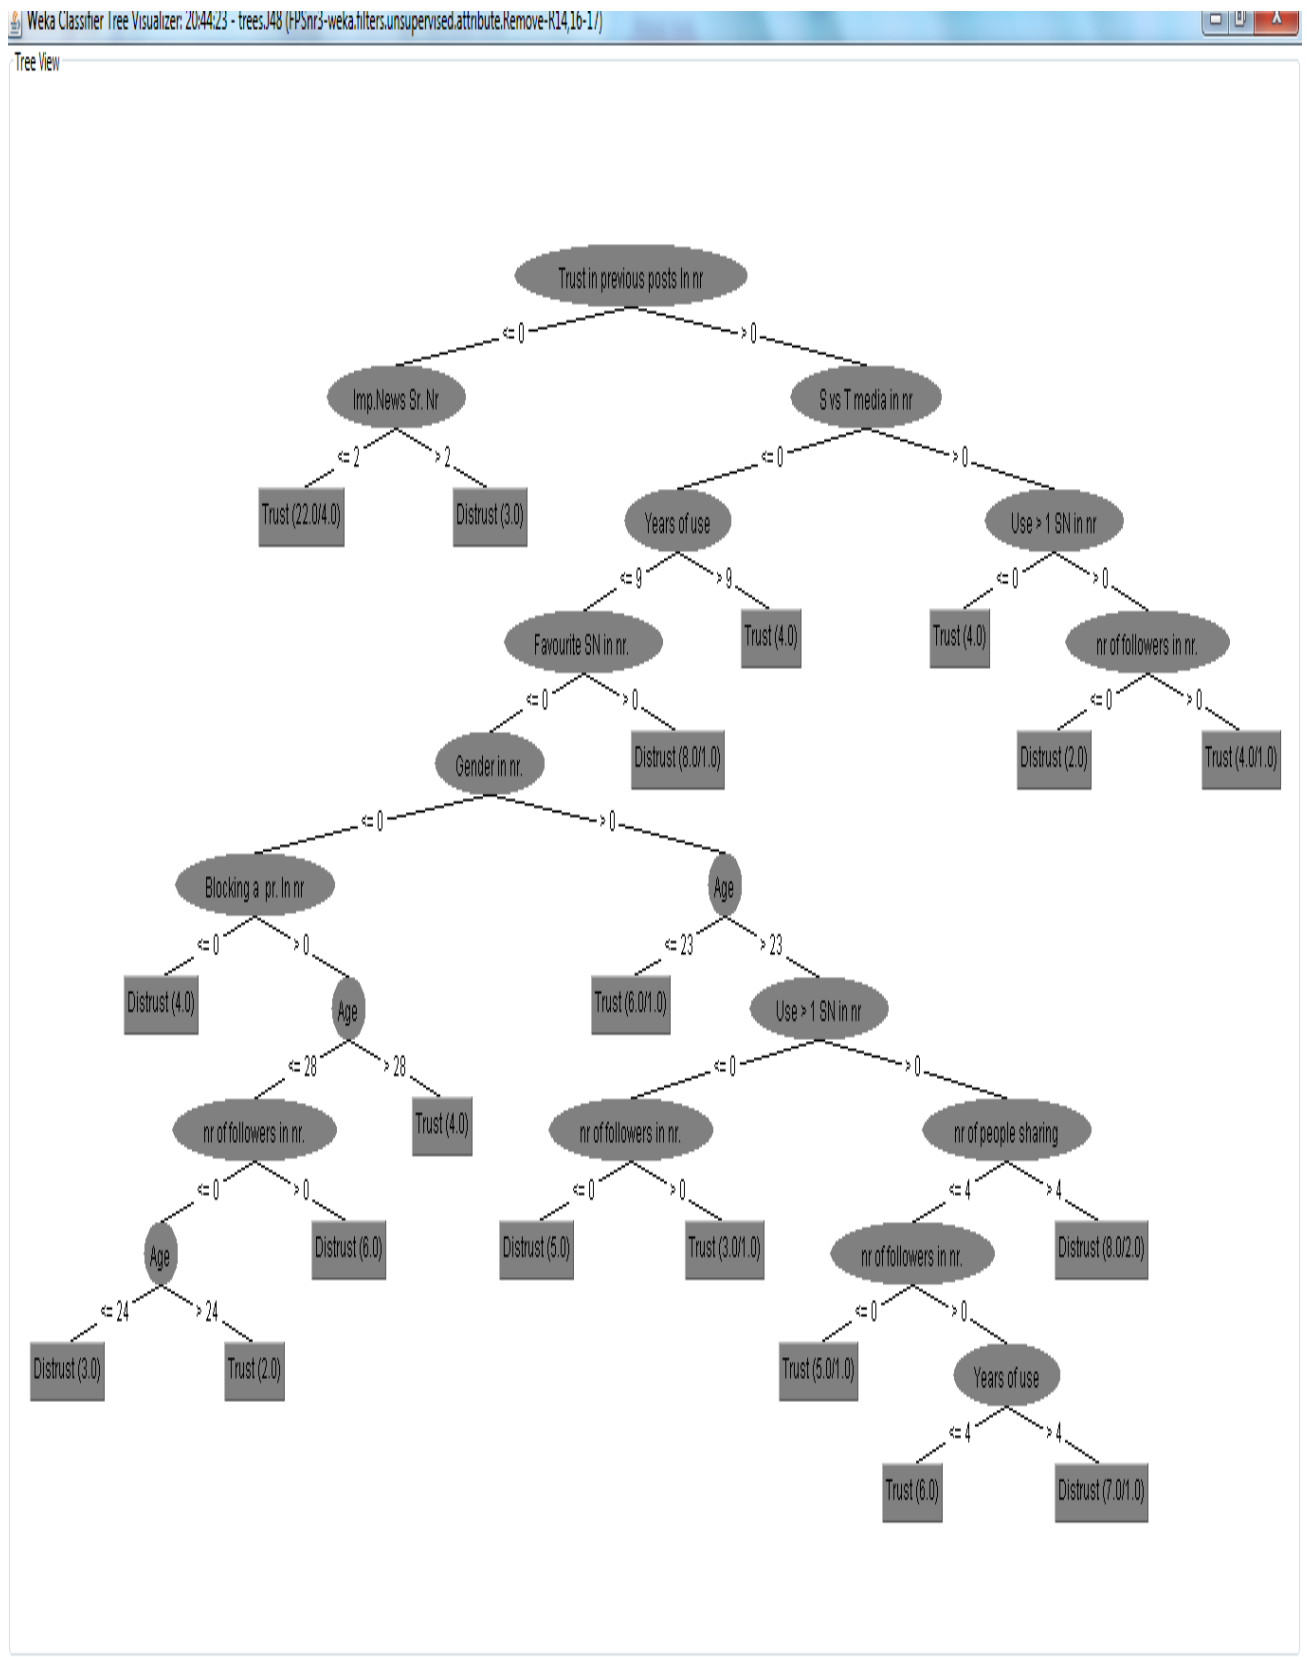 Weka Classifier Tree Visualizer: 20:44:23 - trees.J48 (FPSnr3-weka.filters.unsupervised.attribute.Remove-R14,16-17)
Tree View
Trust in previous posts In nr
<= 0 > 0
Imp.News Sr. Nr S vs T media in nr
<= 2 > 2 <= 0 > 0
Trust (22.0/4.0) Distrust (3.0) Years of use Use > 1 SN in nr
<= 9 > 9 <= 0 > 0
Favourite SN in nr. Trust (4.0) Trust (4.0) nr of followers in nr.
<= 0 > 0 <= 0 > 0
Gender in nr. Distrust (8.0/1.0) Distrust (2.0) Trust (4.0/1.0)
<= 0 > 0
Blocking a pr. In nr Age
<= 0 > 0 <= 23 > 23
Distrust (4.0) Age Trust (6.0/1.0) Use > 1 SN in nr
<= 28 > 28 <= 0 > 0
nr of followers in nr. Trust (4.0) nr of followers in nr. nr of people sharing
<= 0 > 0 <= 0 > 0 <= 4 > 4
Age Distrust (6.0) Distrust (5.0) Trust (3.0/1.0) nr of followers in nr. Distrust (8.0/2.0)
<= 24 > 24 <= 0 > 0
Distrust (3.0) Trust (2.0) Trust (5.0/1.0) Years of use
<= 4 > 4
Trust (6.0) Distrust (7.0/1.0)